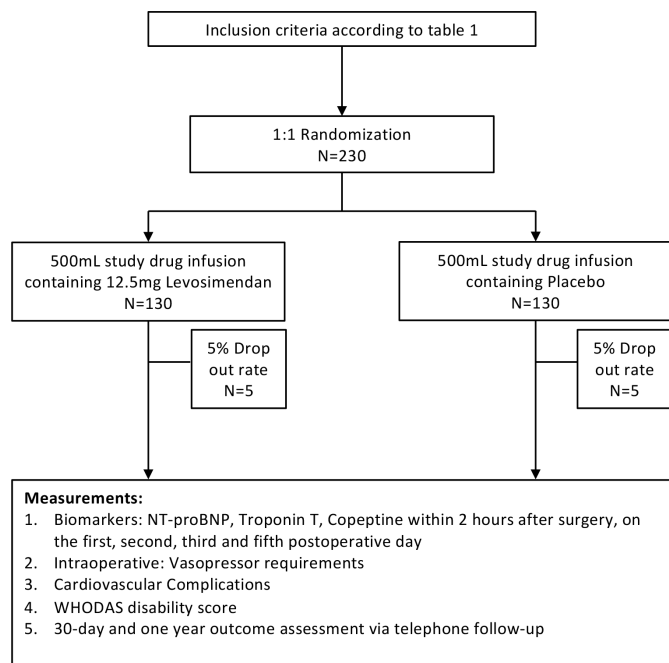 Inclusion criteria according to table 1
1:1 Randomization
N=230
500mL study drug infusion
containing 12.5mg Levosimendan
N=130
500mL study drug infusion
containing Placebo
N=130
5% Drop
out rate
N=5
5% Drop
out rate
N=5
Measurements:
1. Biomarkers: NT-proBNP, Troponin T, Copeptine within 2 hours after surgery, on
the first, second, third and fifth postoperative day
2. Intraoperative: Vasopressor requirements
3. Cardiovascular Complications
4. WHODAS disability score
5. 30-day and one year outcome assessment via telephone follow-up